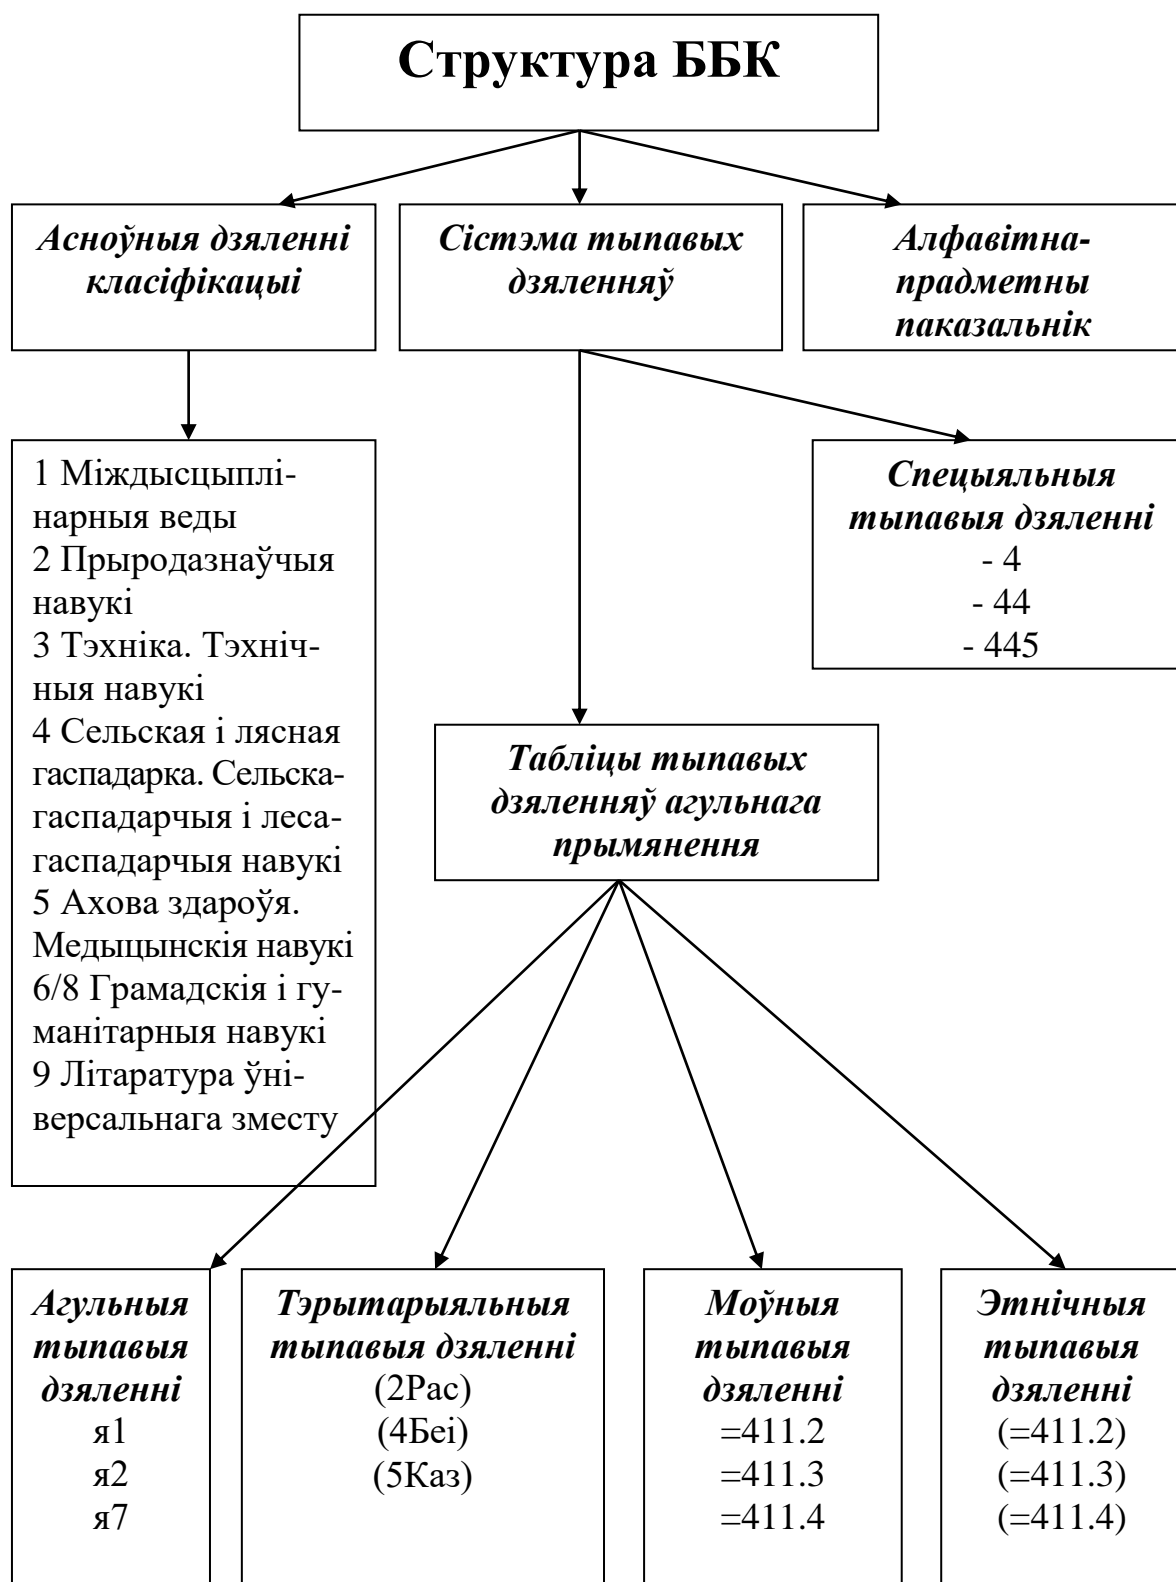 Структура ББК
Асноўныя дзяленні
класіфікацыі
Сістэма тыпавых
дзяленняў
Алфавітна-
прадметны
паказальнік
1 Міждысцыплі-
нарныя веды
2 Прыродазнаўчыя
навукі
3 Тэхніка. Тэхніч-
ныя навукі
4 Сельская і лясная
гаспадарка. Сельска-
гаспадарчыя і леса-
гаспадарчыя навукі
5 Ахова здароўя.
Медыцынскія навукі
6/8 Грамадскія і гу-
манітарныя навукі
9 Літаратура ўні-
версальнага зместу
Спецыяльныя
тыпавыя дзяленні
- 4
- 44
- 445
Табліцы тыпавых
дзяленняў агульнага
прымянення
Агульныя
тыпавыя
дзяленні
я1
я2
я7
Тэрытарыяльныя
тыпавыя дзяленні
(2Рас)
(4Беі)
(5Каз)
Моўныя
тыпавыя
дзяленні
=411.2
=411.3
=411.4
Этнічныя
тыпавыя
дзяленні
(=411.2)
(=411.3)
(=411.4)